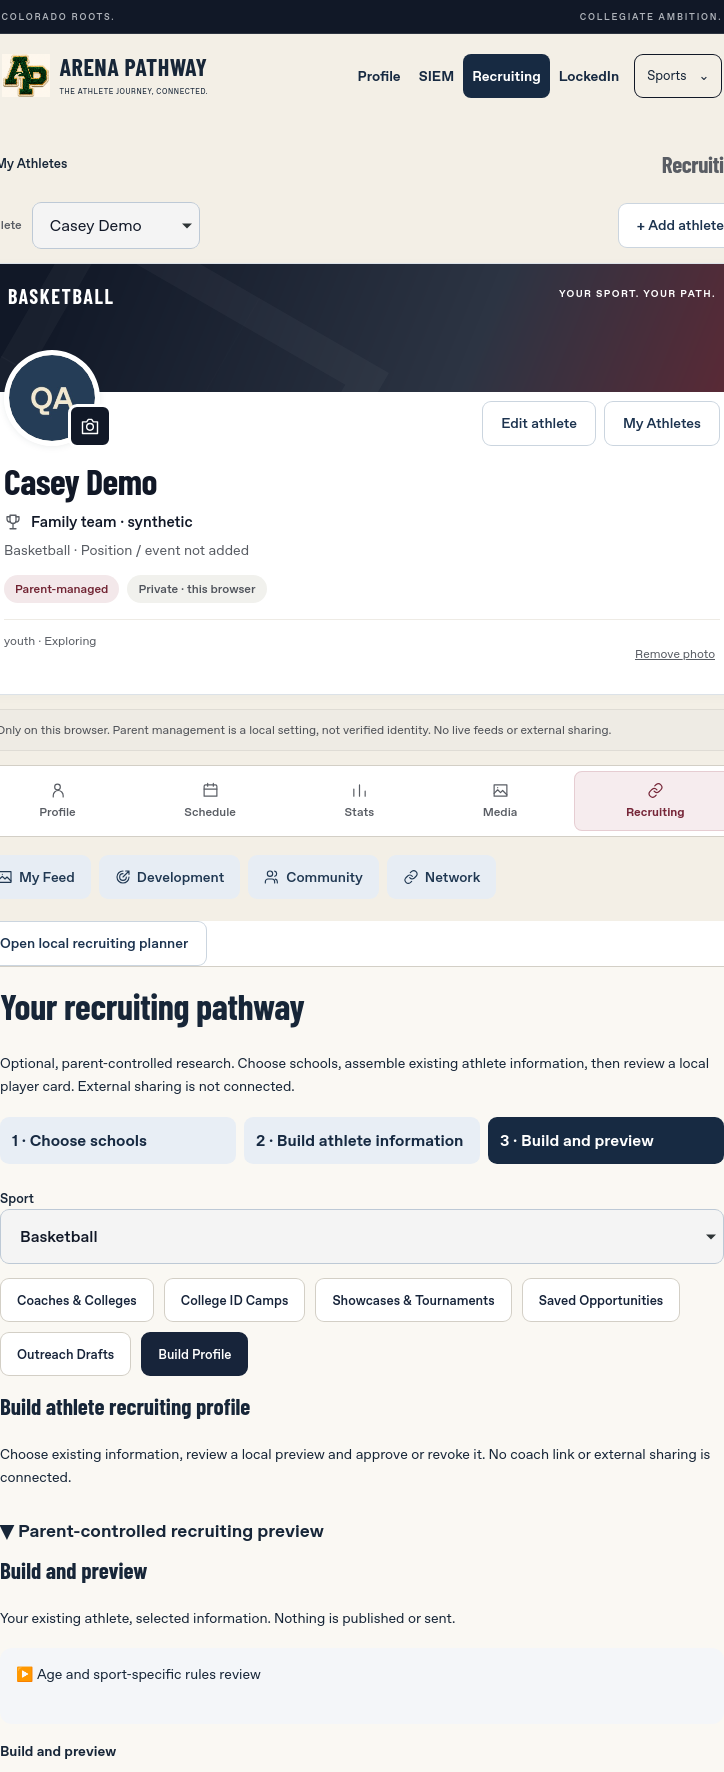 COLORADO ROOTS. COLLEGIATE AMBITION.
AP ARENA PATHWAY
THE ATHLETE JOURNEY, CONNECTED.
Profile SIEM Recruiting LockedIn Sports
My Athletes
Recruiti
lete Casey Demo + Add athlete
BASKETBALL YOUR SPORT. YOUR PATH.
QA
Edit athlete My Athletes
Casey Demo
Family team · synthetic
Basketball · Position / event not added
Parent-managed Private · this browser
youth · Exploring
Remove photo
Only on this browser. Parent management is a local setting, not verified identity. No live feeds or external sharing.
Profile Schedule Stats Media Recruiting
My Feed Development Community Network
Open local recruiting planner
Your recruiting pathway
Optional, parent-controlled research. Choose schools, assemble existing athlete information, then review a local
player card. External sharing is not connected.
1 · Choose schools 2 · Build athlete information 3 · Build and preview
Sport
Basketball
Coaches & Colleges College ID Camps Showcases & Tournaments Saved Opportunities
Outreach Drafts Build Profile
Build athlete recruiting profile
Choose existing information, review a local preview and approve or revoke it. No coach link or external sharing is
connected.
▼ Parent-controlled recruiting preview
Build and preview
Your existing athlete, selected information. Nothing is published or sent.
▶ Age and sport-specific rules review
Build and preview